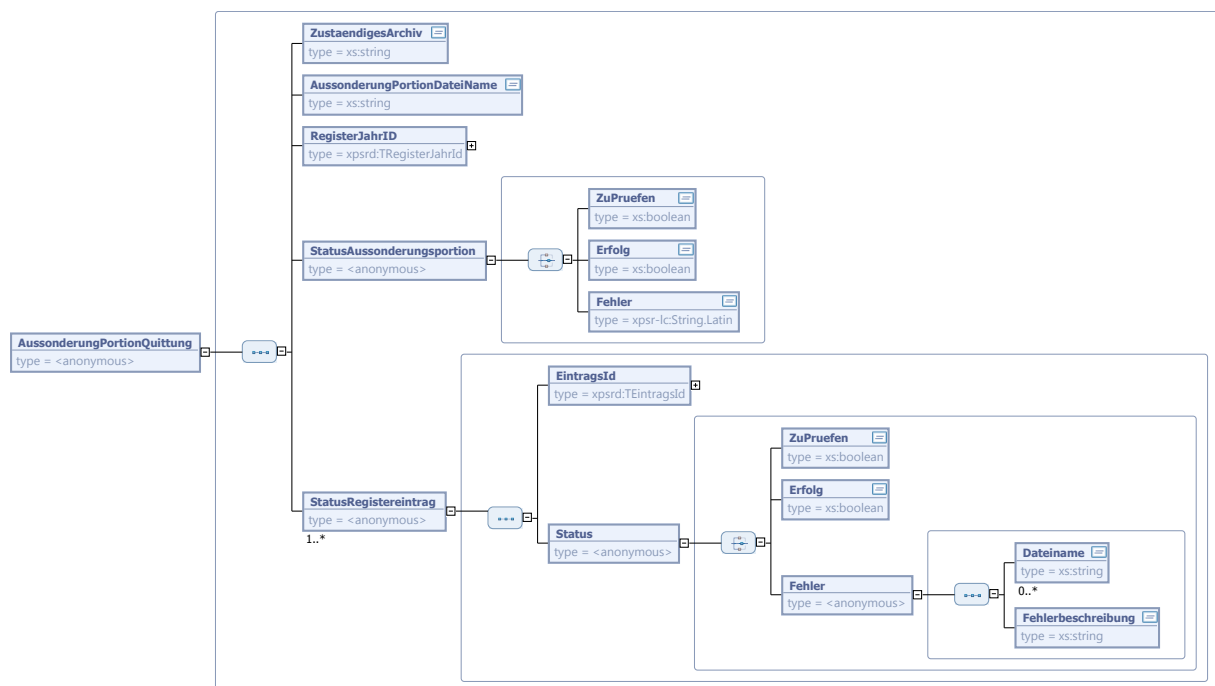 ZustaendigesArchiv
type = xs:string
AussonderungPortionDateiName
type = xs:string
RegisterJahrID
type = xpsrd:TRegisterJahrId
ZuPruefen
type = xs:boolean
StatusAussonderungsportion
type = <anonymous>
Erfolg
type = xs:boolean
Fehler
type = xpsr-lc:String.Latin
AussonderungPortionQuittung
type = <anonymous>
EintragsId
type = xpsrd:TEintragsId
ZuPruefen
type = xs:boolean
StatusRegistereintrag
type = <anonymous>
1..*
Erfolg
type = xs:boolean
Status
type = <anonymous>
Fehler
type = <anonymous>
Dateiname
type = xs:string
0..*
Fehlerbeschreibung
type = xs:string